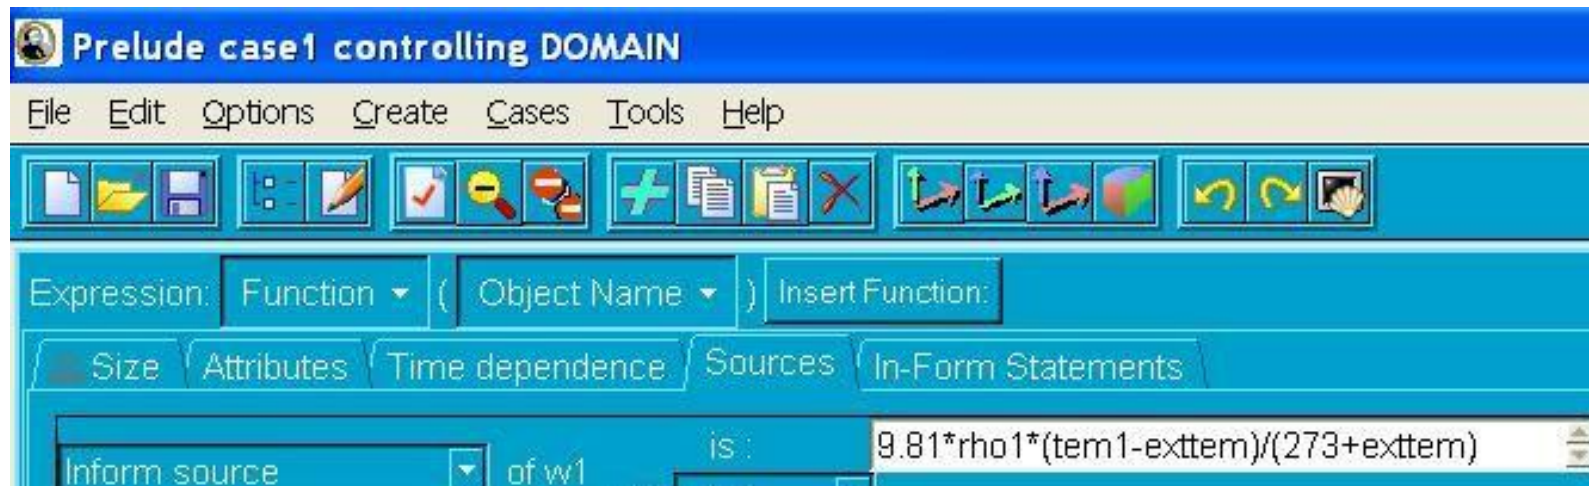 Prelude case1 controlling DOMAIN
File Edit Options Create Cases Tools Help
Expression: Function ( Object Name ) Insert Function:
Size Attributes Time dependence Sources In-Form Statements
Inform source of w1 is : 9.81*rho1*(tem1-exttem)/(273+exttem)